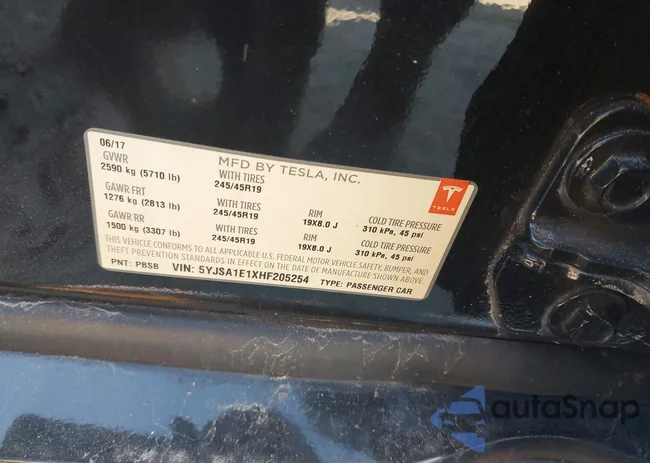 06/17
MFD BY TESLA, INC.
GVWR
2590 kg (5710 lb)
WITH TIRES
245/45R19
TESLA
GAWR FRT
1276 kg (2813 lb)
WITH TIRES
245/45R19
RIM
19X8.0 J
COLD TIRE PRESSURE
310 kPa, 45 psi
GAWR RR
1500 kg (3307 lb)
WITH TIRES
245/45R19
RIM
19X8.0 J
COLD TIRE PRESSURE
310 kPa, 45 psi
THIS VEHICLE CONFORMS TO ALL APPLICABLE U.S. FEDERAL MOTOR VEHICLE SAFETY, BUMPER, AND
THEFT PREVENTION STANDARDS IN EFFECT ON THE DATE OF MANUFACTURE SHOWN ABOVE.
PNT: PBSB VIN: 5YJSA1E1XHF205254 TYPE: PASSENGER CAR
autoSnap